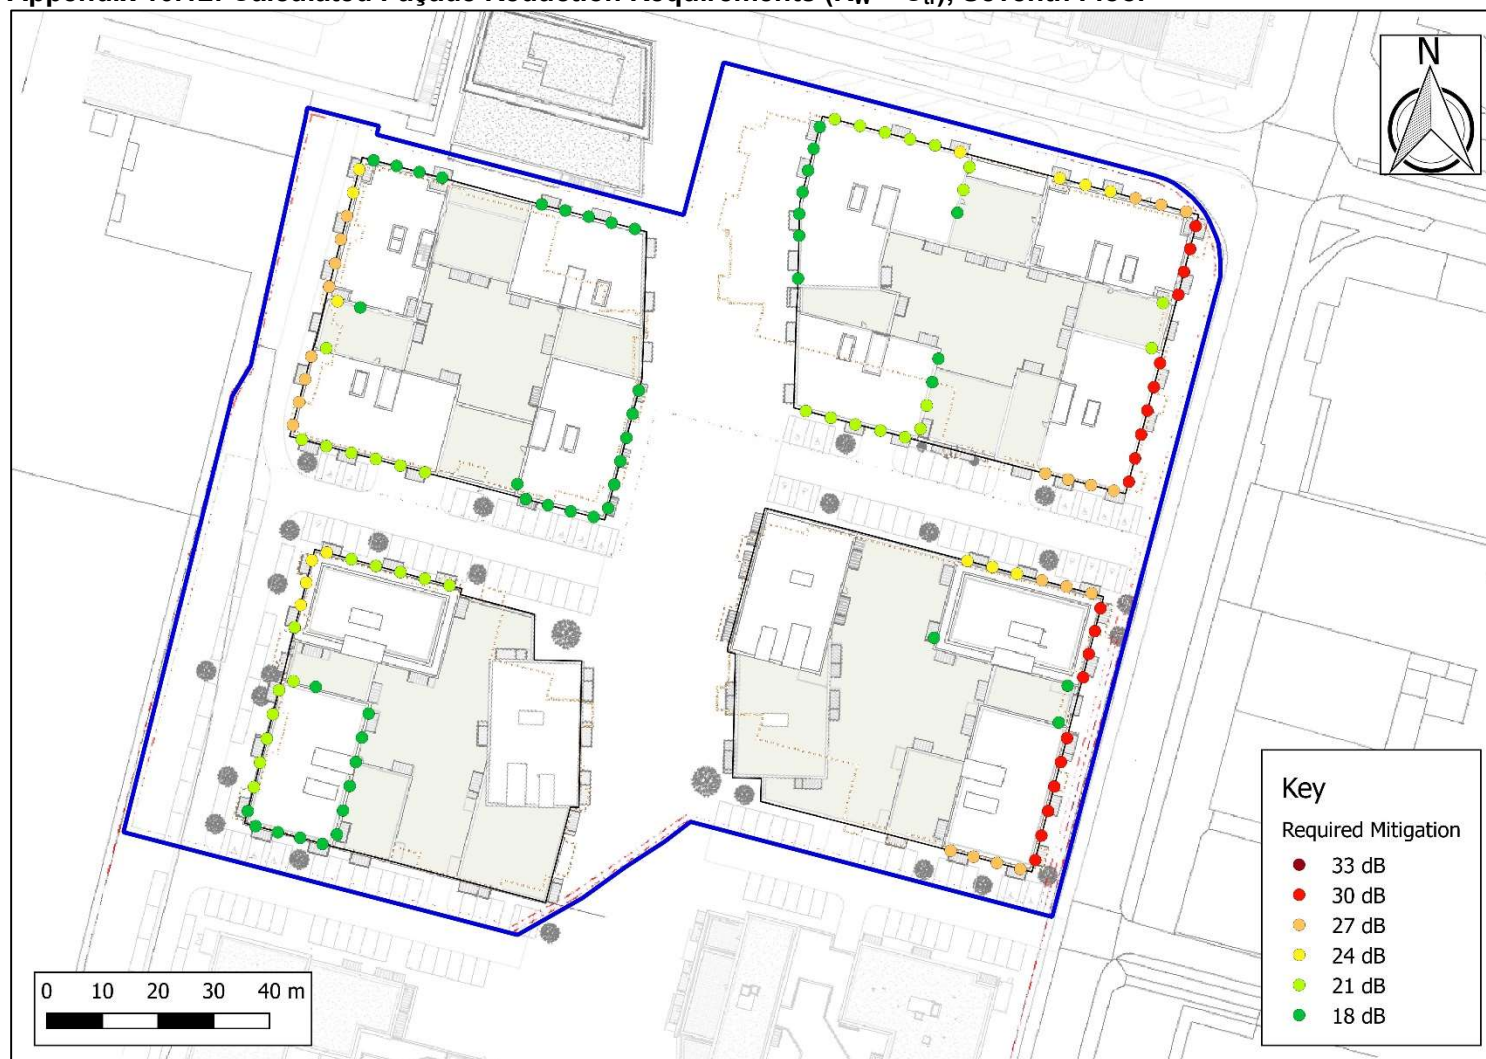 N
Key
Required Mitigation
33 dB
30 dB
27 dB
24 dB
21 dB
18 dB
0 10 20 30 40 m